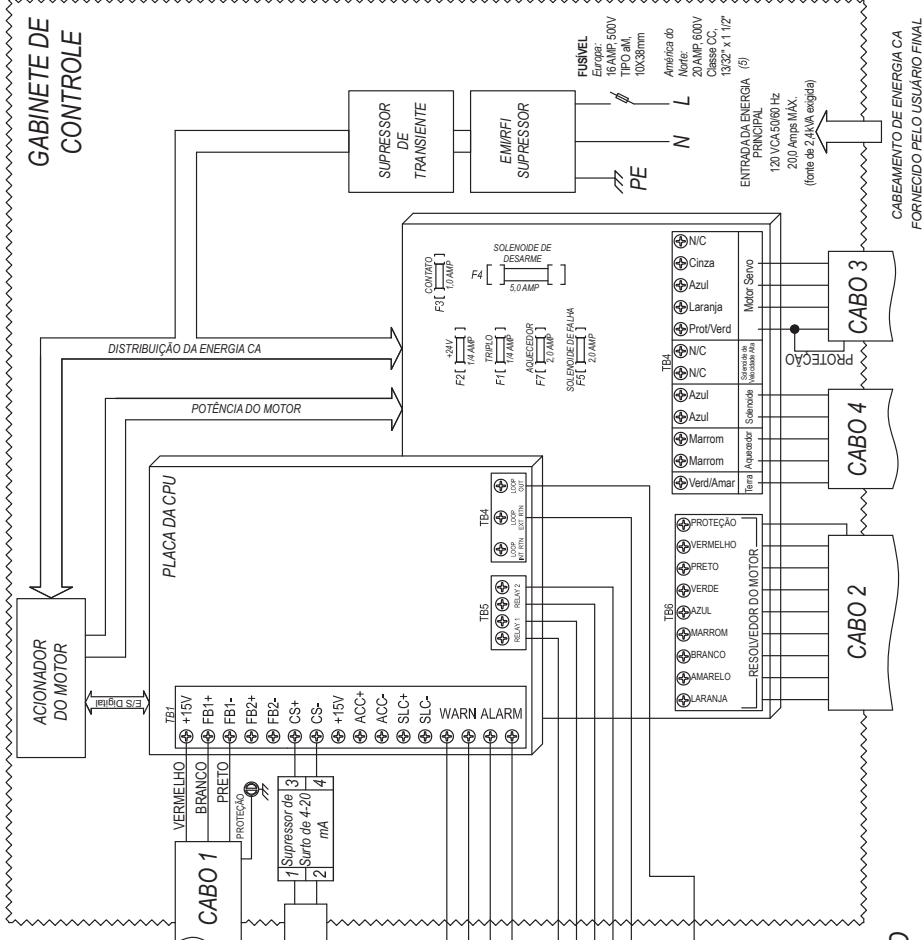 GABINETE DE
CONTROLE
SUPRESSOR
DE
TRANSIENTE
EMI/RFI
SUPRESSOR
FUSÍVEL
Europa:
16 AMP, 500V
TIPO aM,
10X38mm
América do
Norte:
20 AMP, 600V
Classe CC,
13/32" x 1 1/2"
L
N
PE
ENTRADA DA ENERGIA (5)
PRINCIPAL
120 VCA 50/60 Hz
20,0 Amps MÁX.
(fonte de 2,4kVA exigida)
CABEAMENTO DE ENERGIA CA
FORNECIDO PELO USUÁRIO FINAL
DISTRIBUIÇÃO DA ENERGIA CA
POTÊNCIA DO MOTOR
ACIONADOR
DO MOTOR
E/S Digital
CONTATO
F3
1,0 AMP
SOLENOIDE DE
DESARME
F4
5,0 AMP
+24V
F2
1/4 AMP
TRIPLO
F1
1/4 AMP
AQUECEDOR
F7
2,0 AMP
SOLENOIDE DE FALHA
F5
2,0 AMP
TB4
N/C
Cinza
Azul
Laranja
Prot/Verd
Motor Servo
N/C
N/C
Solenoide de
Velocidade Alta
Azul
Azul
Solenoide
Marrom
Marrom
Aquecedor
Verd/Amar
Terra
PROTEÇÃO
CABO 3
CABO 4
TB6
PROTEÇÃO
VERMELHO
PRETO
VERDE
AZUL
MARROM
BRANCO
AMARELO
LARANJA
RESOLVEDOR DO MOTOR
CABO 2
PLACA DA CPU
TB4
LOOP
OUT
LOOP
EXT RTN
LOOP
INT RTN
TB5
RELAY 2
RELAY 1
TB1
+15V
FB1+
FB1-
FB2+
FB2-
CS+
CS-
+15V
ACC+
ACC-
SLC+
SLC-
WARN
ALARM
VERMELHO
BRANCO
PRETO
PROTEÇÃO
CABO 1
1 Supressor de 3
2 Surto de 4-20 4
mA